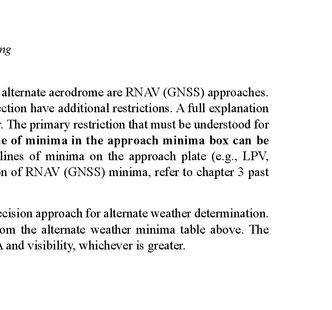 ng
alternate aerodrome are RNAV (GNSS) approaches.
ction have additional restrictions. A full explanation
. The primary restriction that must be understood for
e of minima in the approach minima box can be
lines of minima on the approach plate (e.g., LPV,
n of RNAV (GNSS) minima, refer to chapter 3 past
ecision approach for alternate weather determination.
om the alternate weather minima table above. The
A and visibility, whichever is greater.